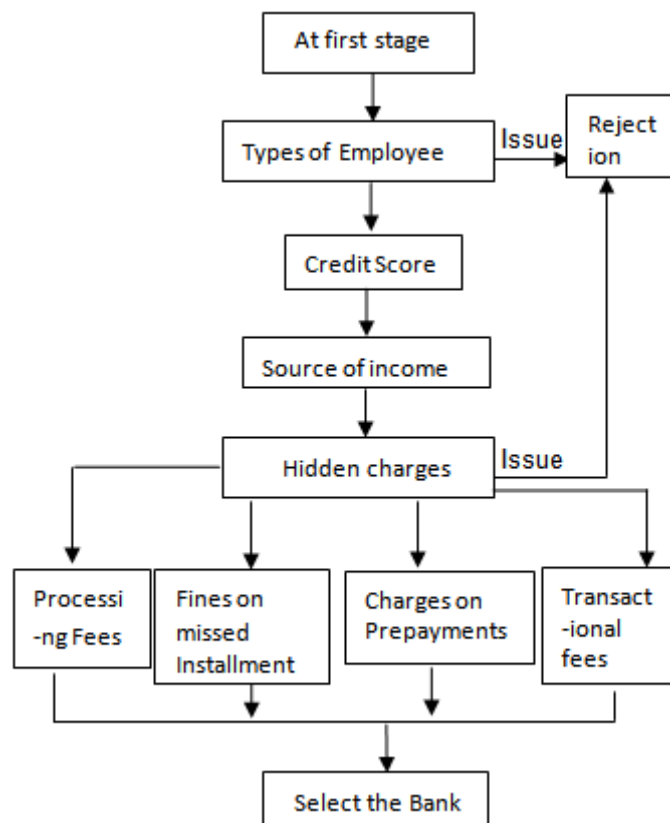 At first stage
Types of Employee
Issue
Reject
ion
Credit Score
Source of income
Hidden charges
Issue
Processi
-ng Fees
Fines on
missed
Installment
Charges on
Prepayments
Transact
-ional
fees
Select the Bank